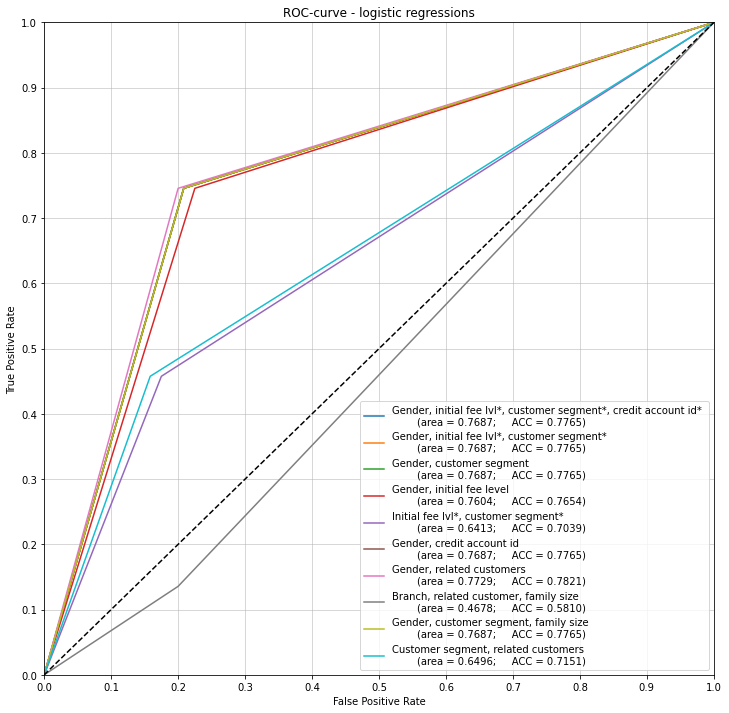 ROC-curve - logistic regressions
1.0
0.9
0.8
0.7
0.6
0.5
0.4
0.3
0.2
0.1
0.0
True Positive Rate
Gender, initial fee lvl*, customer segment*, credit account id*
(area = 0.7687; ACC = 0.7765)
Gender, initial fee lvl*, customer segment*
(area = 0.7687; ACC = 0.7765)
Gender, customer segment
(area = 0.7687; ACC = 0.7765)
Gender, initial fee level
(area = 0.7604; ACC = 0.7654)
Initial fee lvl*, customer segment*
(area = 0.6413; ACC = 0.7039)
Gender, credit account id
(area = 0.7687; ACC = 0.7765)
Gender, related customers
(area = 0.7729; ACC = 0.7821)
Branch, related customer, family size
(area = 0.4678; ACC = 0.5810)
Gender, customer segment, family size
(area = 0.7687; ACC = 0.7765)
Customer segment, related customers
(area = 0.6496; ACC = 0.7151)
0.0 0.1 0.2 0.3 0.4 0.5 0.6 0.7 0.8 0.9 1.0
False Positive Rate